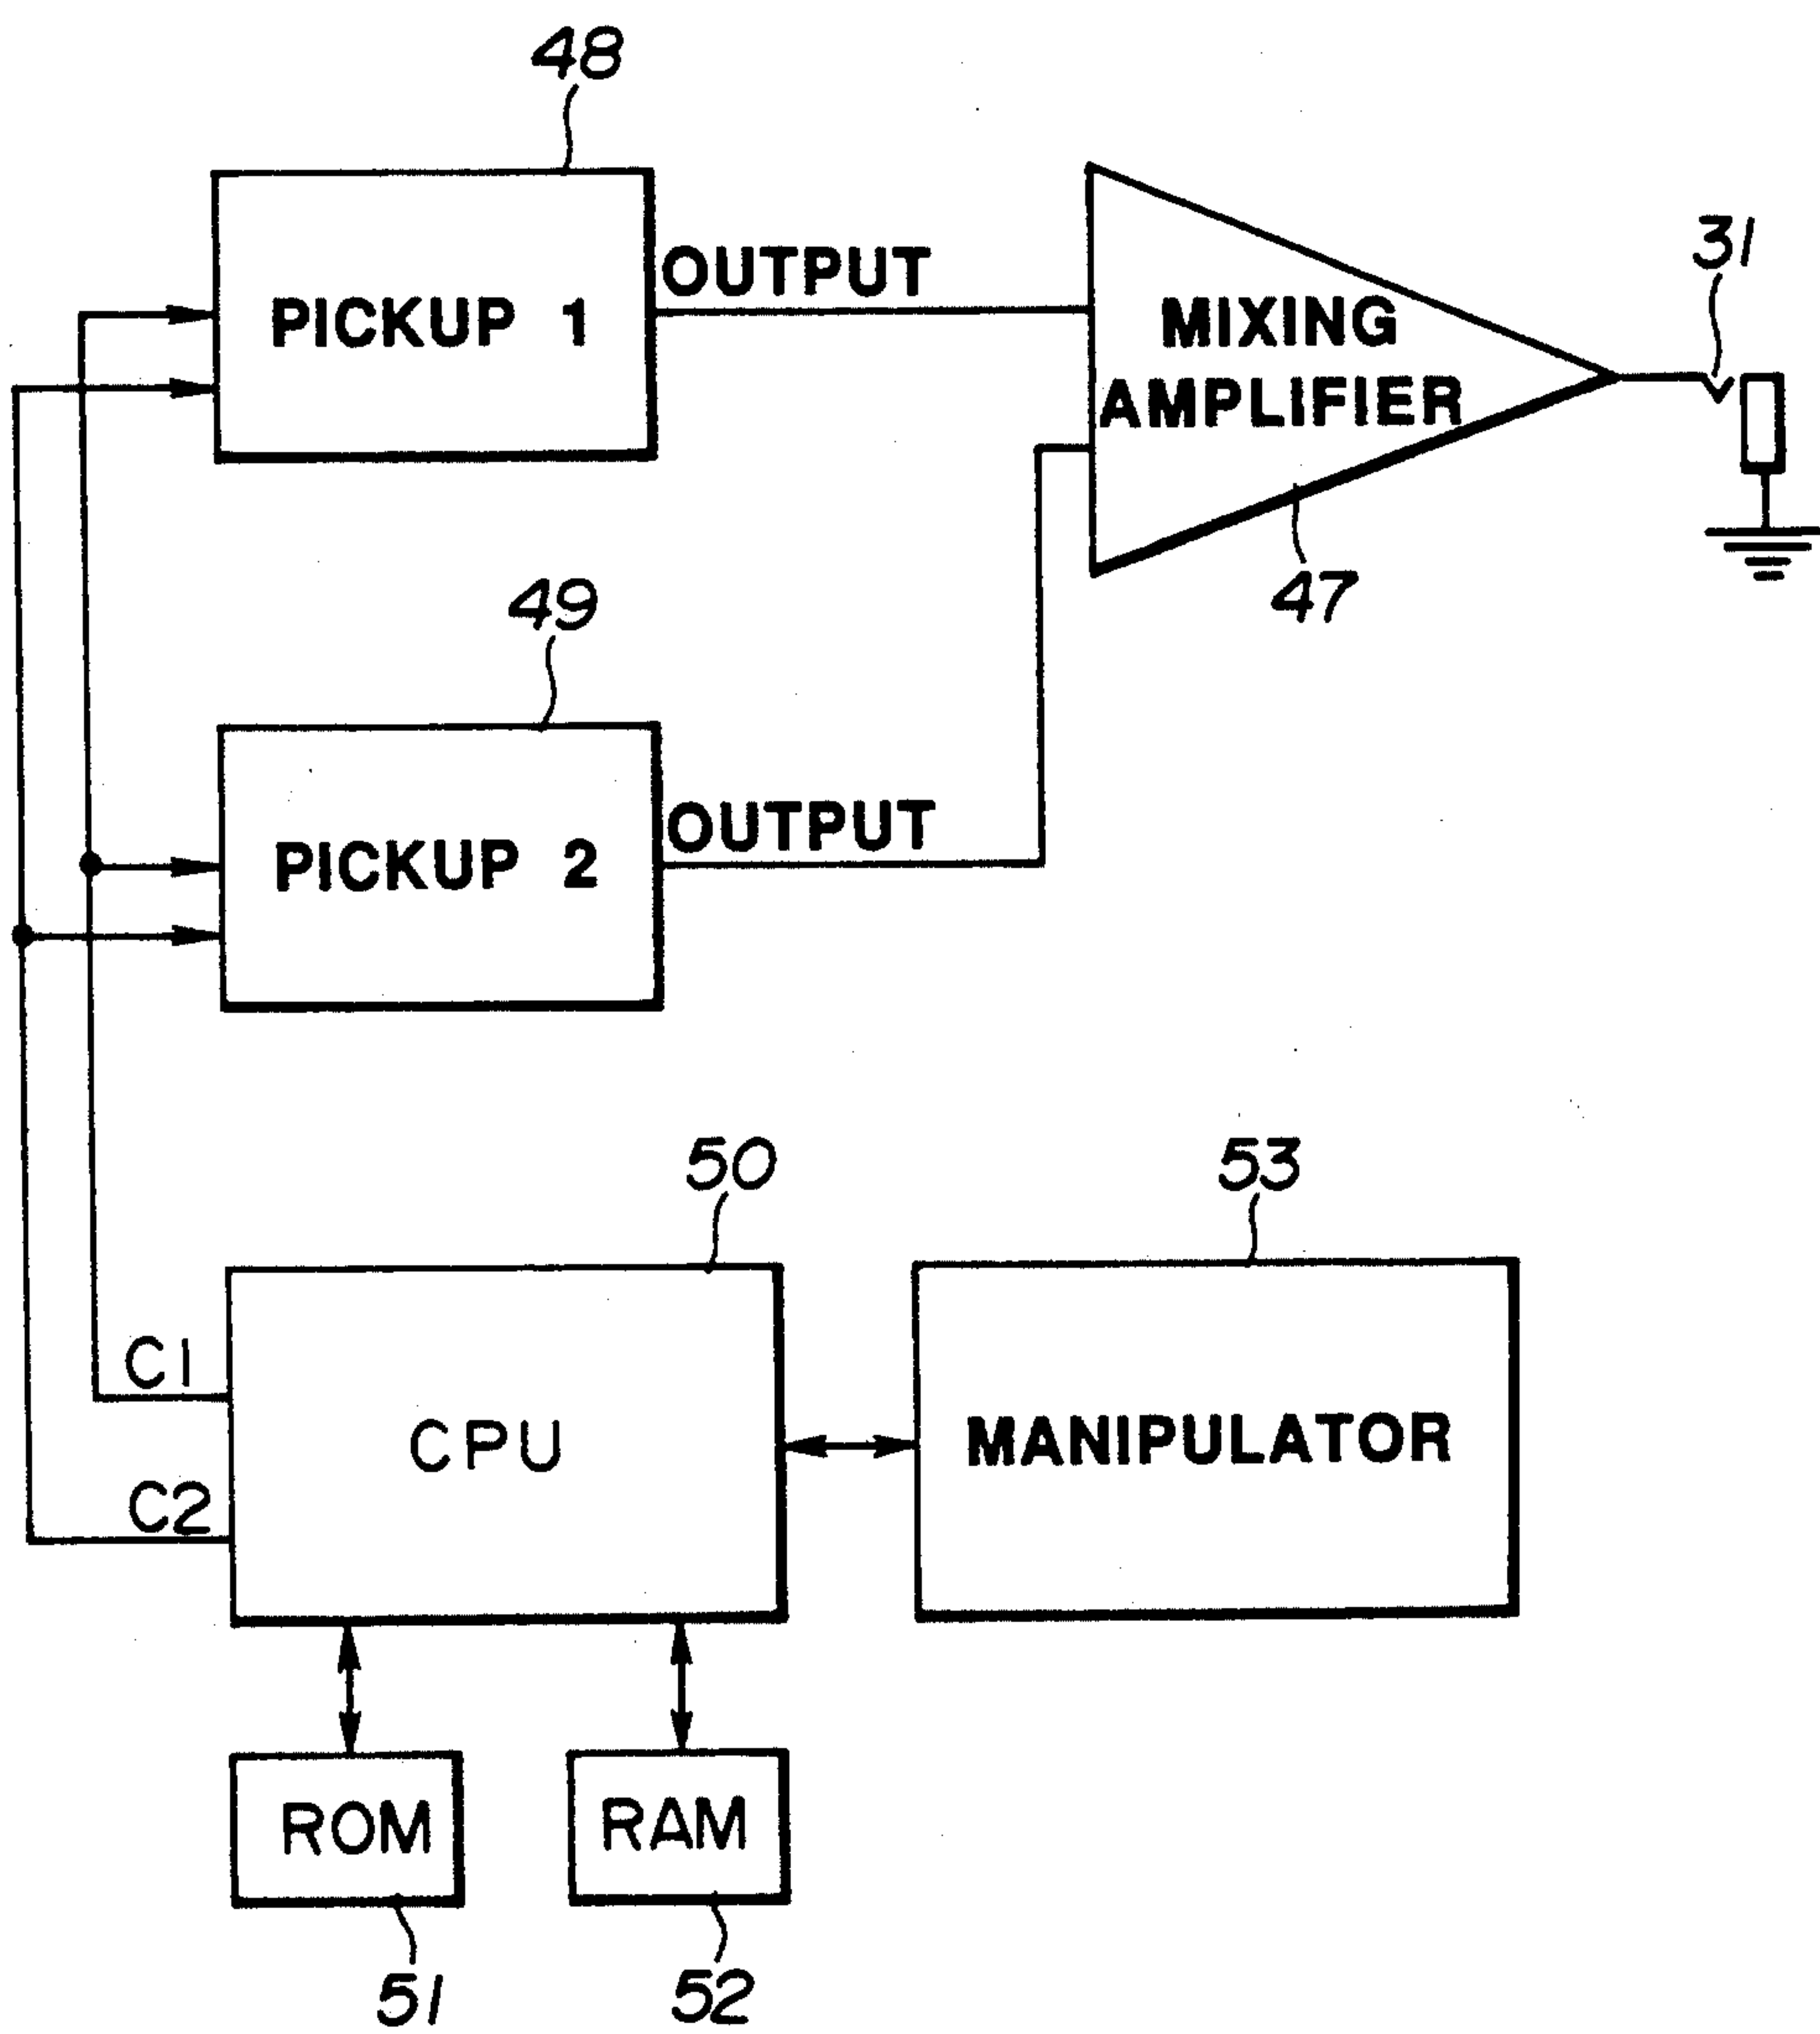 48
OUTPUT
31
PICKUP 1
MIXING
AMPLIFIER
47
49
OUTPUT
PICKUP 2
50
53
C1
CPU
MANIPULATOR
C2
ROM
RAM
51
52